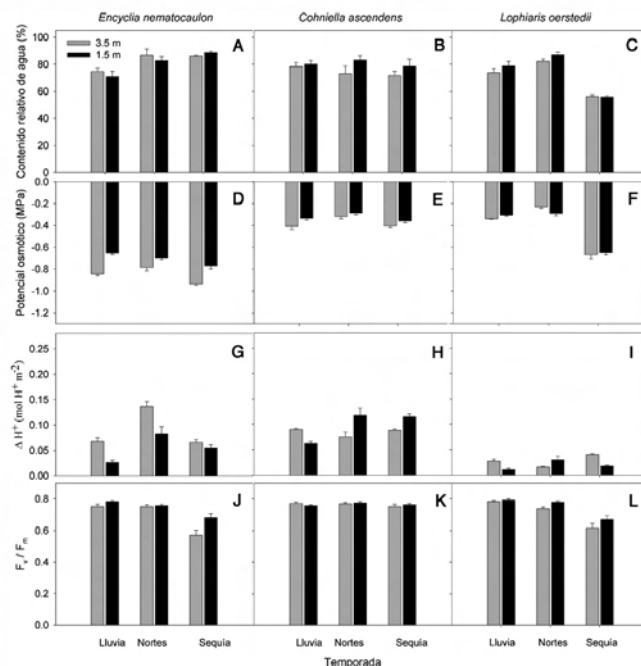 Encyclia nematocaulon
Cohniella ascendens
Lophiaris oerstedii
Contenido relativo de agua (%)
100
80
60
40
20
0
3.5 m
1.5 m
A
B
C
Potencial osmótico (MPa)
0.0
-0.2
-0.4
-0.6
-0.8
-1.0
-1.2
D
E
F
Δ H⁺ (mol H⁺ m⁻²)
0.25
0.20
0.15
0.10
0.05
0.00
G
H
I
Fᵥ / Fₘ
0.8
0.6
0.4
0.2
0.0
J
K
L
Lluvia Nortes Sequía
Lluvia Nortes Sequía
Lluvia Nortes Sequía
Temporada